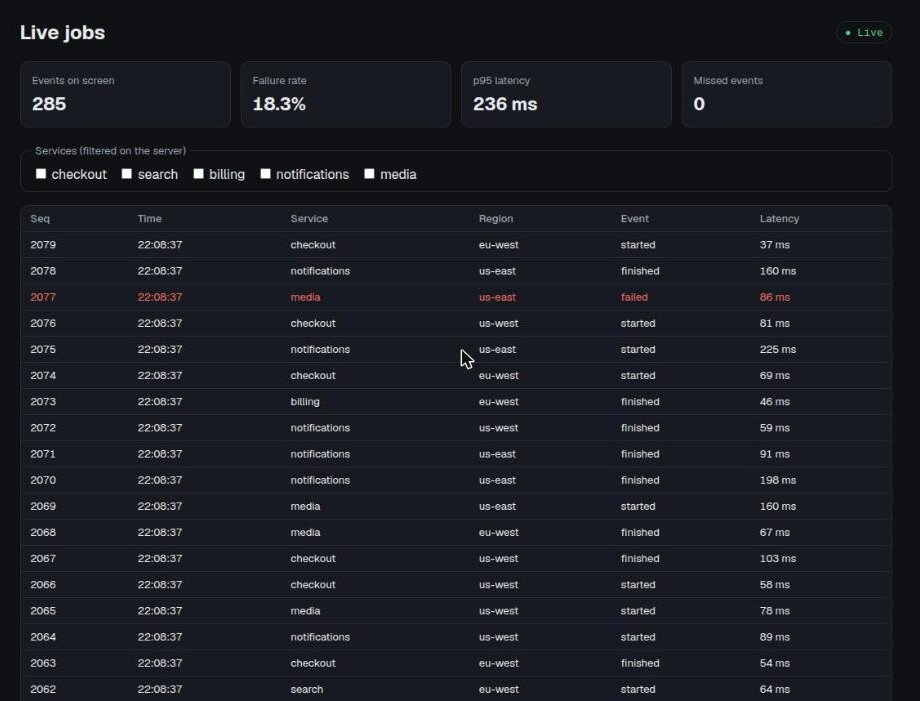 Live jobs
● Live
Events on screen
285
Failure rate
18.3%
p95 latency
236 ms
Missed events
0
Services (filtered on the server)
checkout search billing notifications media
Seq Time Service Region Event Latency
2079 22:08:37 checkout eu-west started 37 ms
2078 22:08:37 notifications us-east finished 160 ms
2077 22:08:37 media us-east failed 86 ms
2076 22:08:37 checkout us-west started 81 ms
2075 22:08:37 notifications us-east started 225 ms
2074 22:08:37 checkout eu-west started 69 ms
2073 22:08:37 billing eu-west finished 46 ms
2072 22:08:37 notifications us-west finished 59 ms
2071 22:08:37 notifications us-east finished 91 ms
2070 22:08:37 notifications us-east finished 198 ms
2069 22:08:37 media us-east started 160 ms
2068 22:08:37 media eu-west finished 67 ms
2067 22:08:37 checkout us-west finished 103 ms
2066 22:08:37 checkout us-west started 58 ms
2065 22:08:37 media us-west started 78 ms
2064 22:08:37 notifications us-west started 89 ms
2063 22:08:37 checkout eu-west finished 54 ms
2062 22:08:37 search eu-west started 64 ms